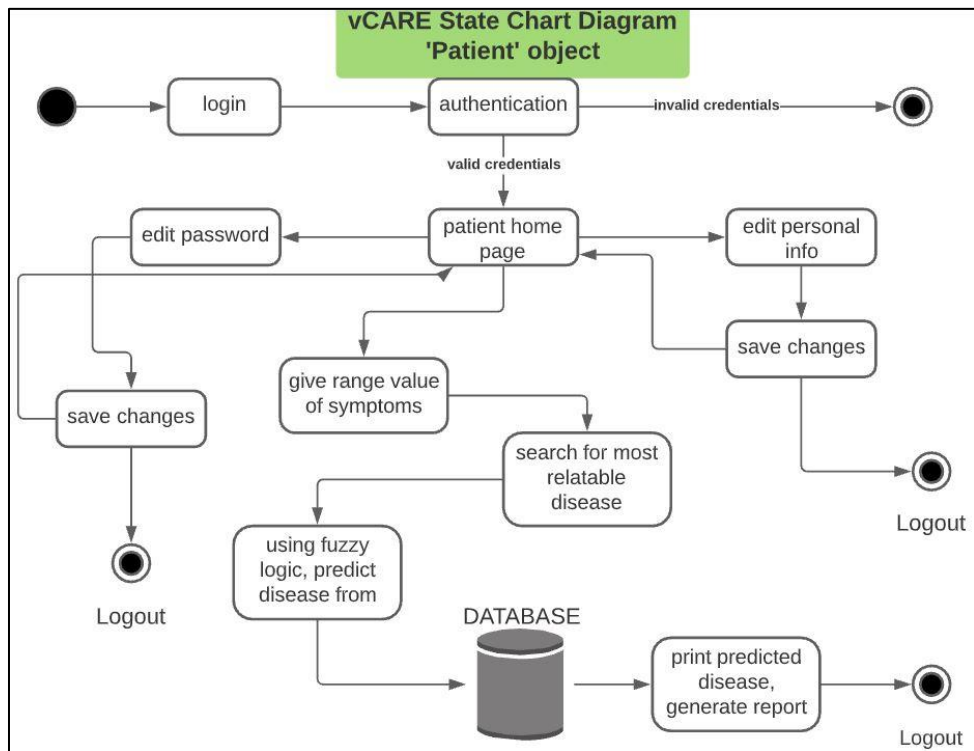 vCARE State Chart Diagram
'Patient' object
login
authentication
invalid credentials
valid credentials
edit password
patient home
page
edit personal
info
save changes
give range value
of symptoms
save changes
search for most
relatable
disease
Logout
using fuzzy
logic, predict
disease from
Logout
DATABASE
print predicted
disease,
generate report
Logout